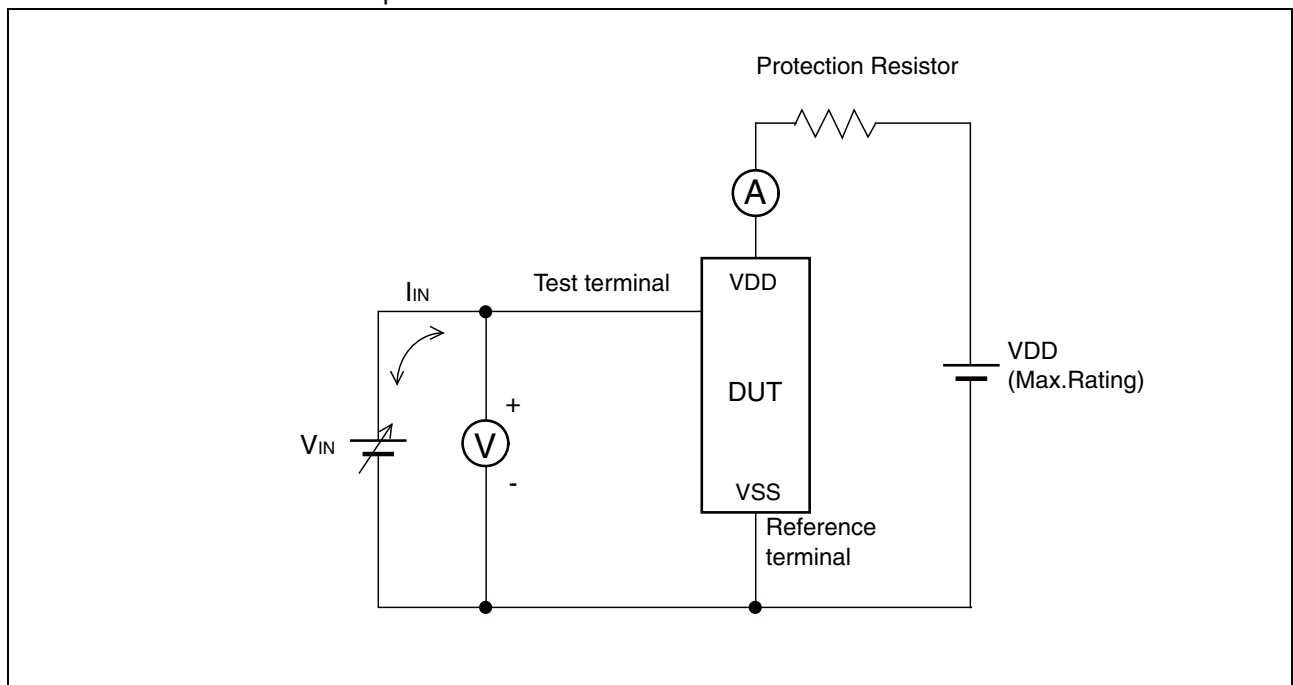 Protection Resistor
A
VDD
Test terminal
IIN
VDD
(Max.Rating)
DUT
+
VIN
V
-
VSS
Reference
terminal